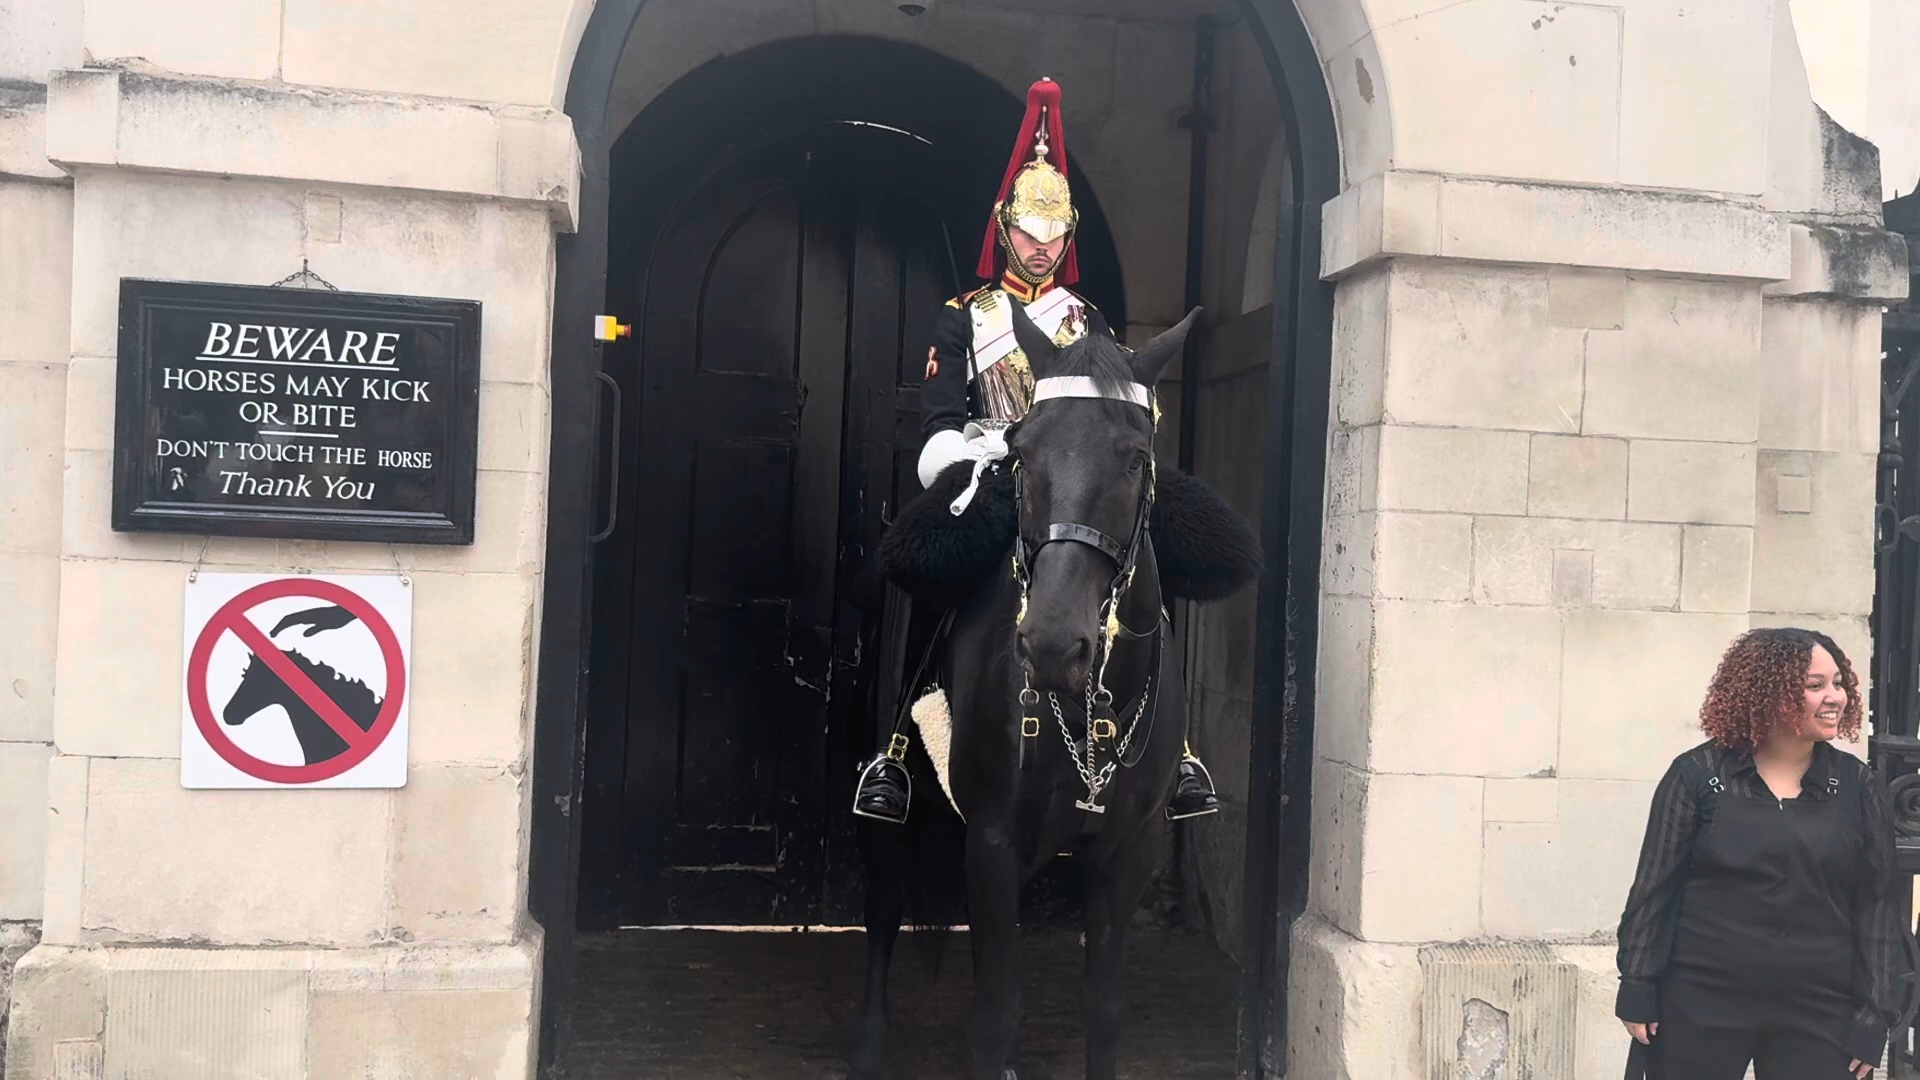 BEWARE
HORSES MAY KICK
OR BITE
DON'T TOUCH THE HORSE
Thank You